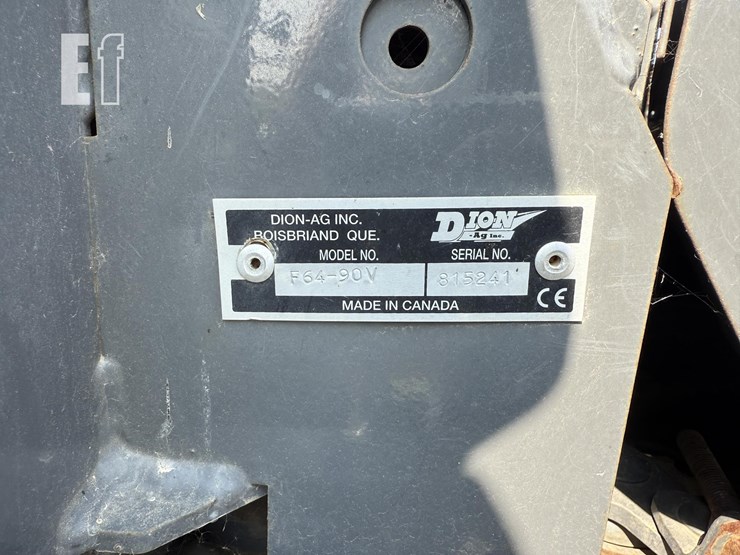 Ef
DION-AG INC.
BOISBRIAND QUE.
DION
Ag Inc.
MODEL NO.
SERIAL NO.
F64-90V
815241
MADE IN CANADA
CE